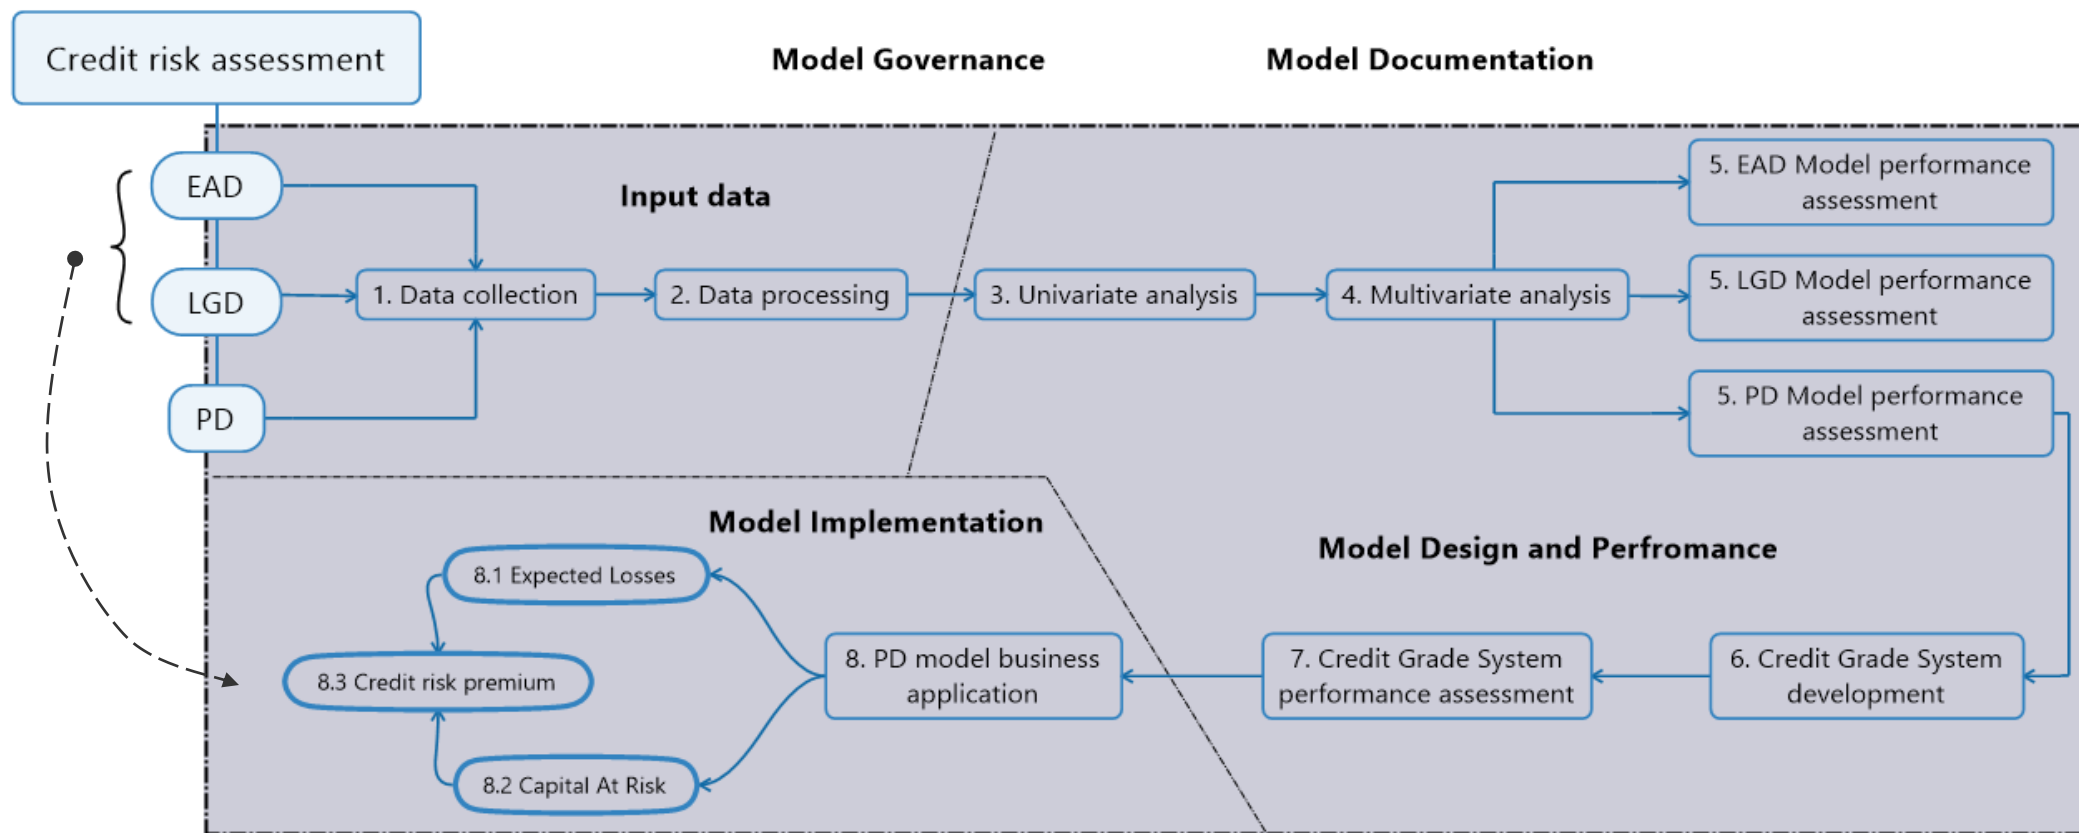 Credit risk assessment
Model Governance
Model Documentation
EAD
Input data
5. EAD Model performance
assessment
LGD
1. Data collection
2. Data processing
3. Univariate analysis
4. Multivariate analysis
5. LGD Model performance
assessment
PD
5. PD Model performance
assessment
Model Implementation
Model Design and Perfromance
8.1 Expected Losses
8.3 Credit risk premium
8. PD model business
application
7. Credit Grade System
performance assessment
6. Credit Grade System
development
8.2 Capital At Risk